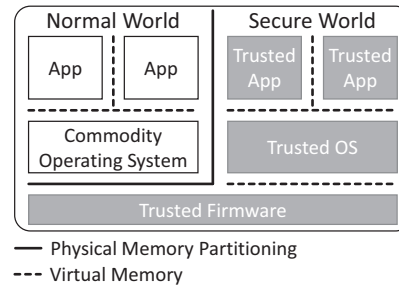 Normal World
Secure World
App
App
Trusted
App
Trusted
App
Commodity
Operating System
Trusted OS
Trusted Firmware
Physical Memory Partitioning
Virtual Memory